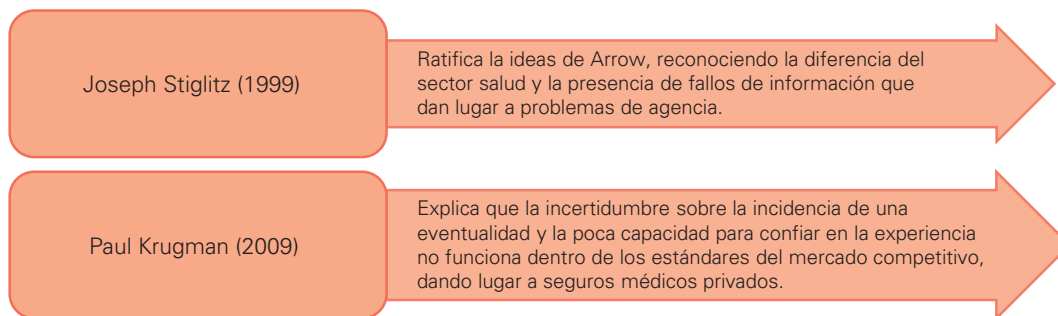 Joseph Stiglitz (1999)
Ratifica la ideas de Arrow, reconociendo la diferencia del
sector salud y la presencia de fallos de información que
dan lugar a problemas de agencia.
Paul Krugman (2009)
Explica que la incertidumbre sobre la incidencia de una
eventualidad y la poca capacidad para confiar en la experiencia
no funciona dentro de los estándares del mercado competitivo,
dando lugar a seguros médicos privados.